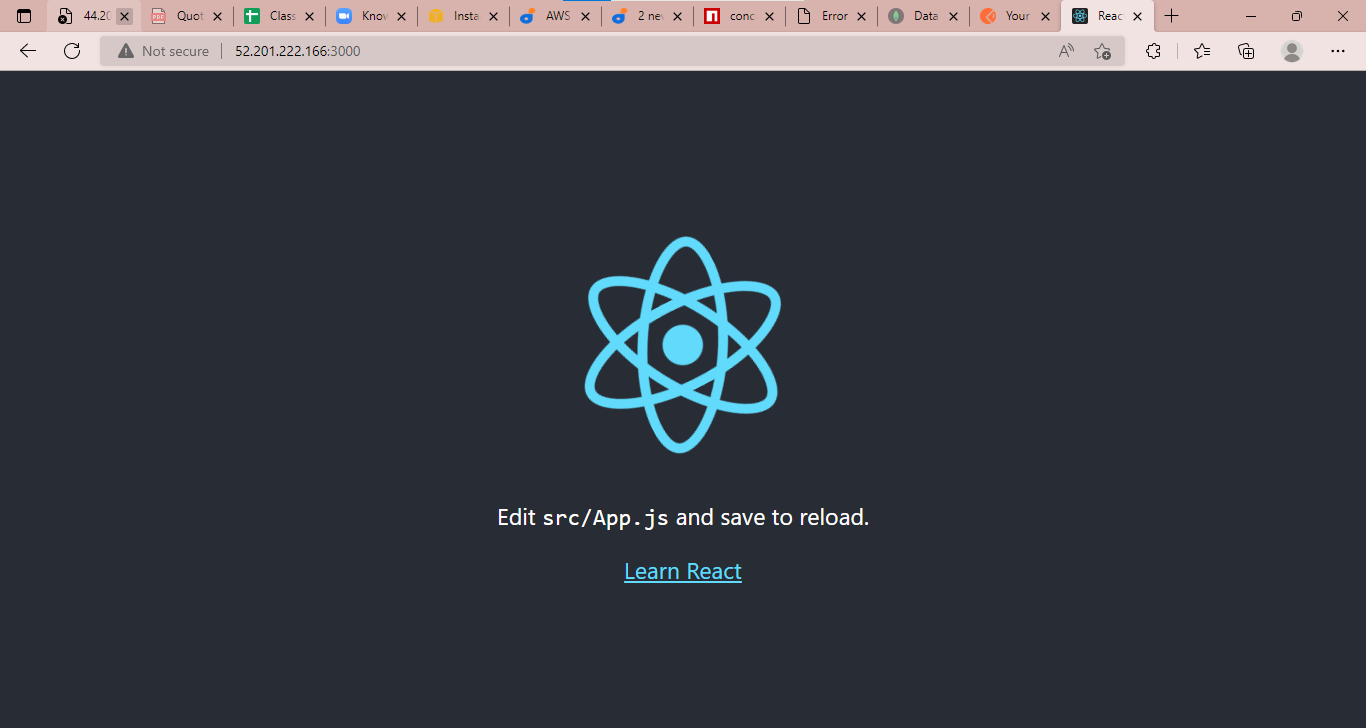 44.20
Quot
Class
Know
Insta
AWS
2 nev
conc
Error
Data
Your
Reac
Not secure
52.201.222.166:3000
Edit src/App.js and save to reload.
Learn React